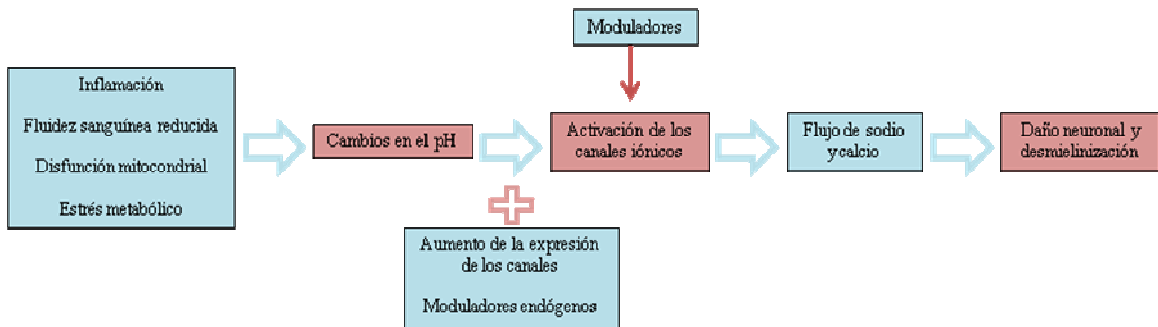 Moduladores
Inflamación
Fluidez sanguínea reducida
Disfunción mitocondrial
Estrés metabólico
Cambios en el pH
Activación de los
canales iónicos
Flujo de sodio
y calcio
Daño neuronal y
desmielinización
Aumento de la expresión
de los canales
Moduladores endógenos